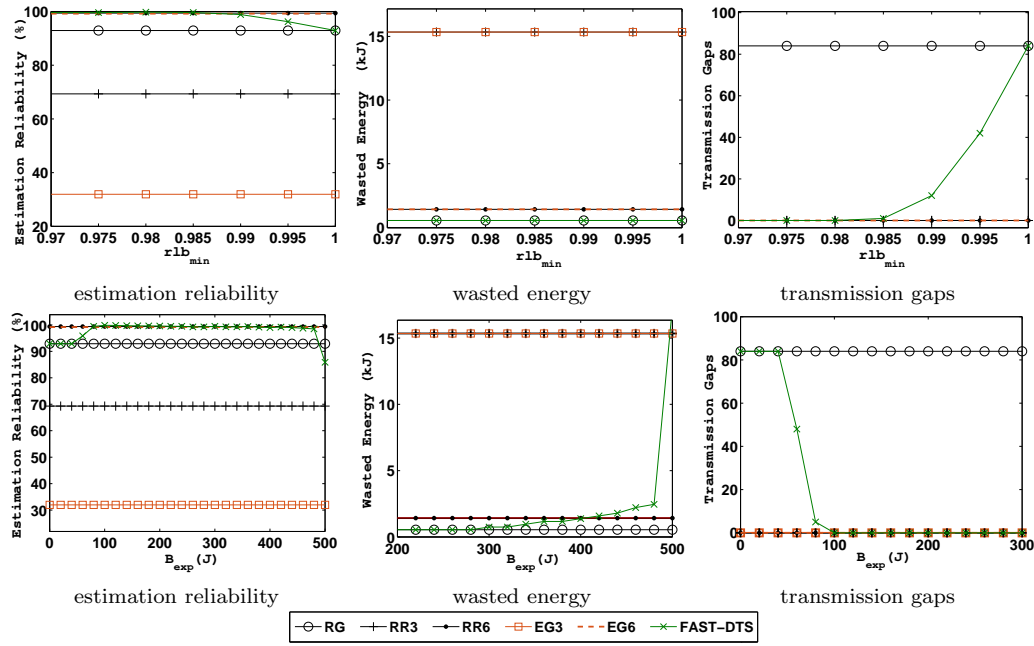 Estimation Reliability (%)
100
80
60
40
20
0.97 0.975 0.98 0.985 0.99 0.995 1
rlb_min
estimation reliability
Wasted Energy (kJ)
15
10
5
0
0.97 0.975 0.98 0.985 0.99 0.995 1
rlb_min
wasted energy
Transmission Gaps
100
80
60
40
20
0
0.97 0.975 0.98 0.985 0.99 0.995 1
rlb_min
transmission gaps
Estimation Reliability (%)
100
90
80
70
60
50
40
30
0 100 200 300 400 500
B_exp(J)
estimation reliability
Wasted Energy (kJ)
15
10
5
0
200 300 400 500
B_exp(J)
wasted energy
Transmission Gaps
100
80
60
40
20
0
0 100 200 300
B_exp(J)
transmission gaps
RG RR3 RR6 EG3 EG6 FAST-DTS